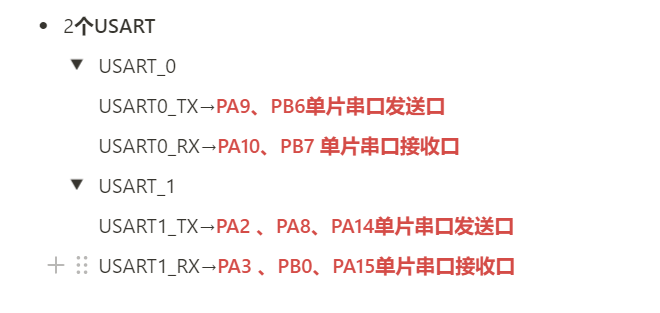 2个USART
USART_0
USART0_TX→PA9、PB6单片串口发送口
USART0_RX→PA10、PB7 单片串口接收口
USART_1
USART1_TX→PA2 、PA8、PA14单片串口发送口
USART1_RX→PA3 、PB0、PA15单片串口接收口